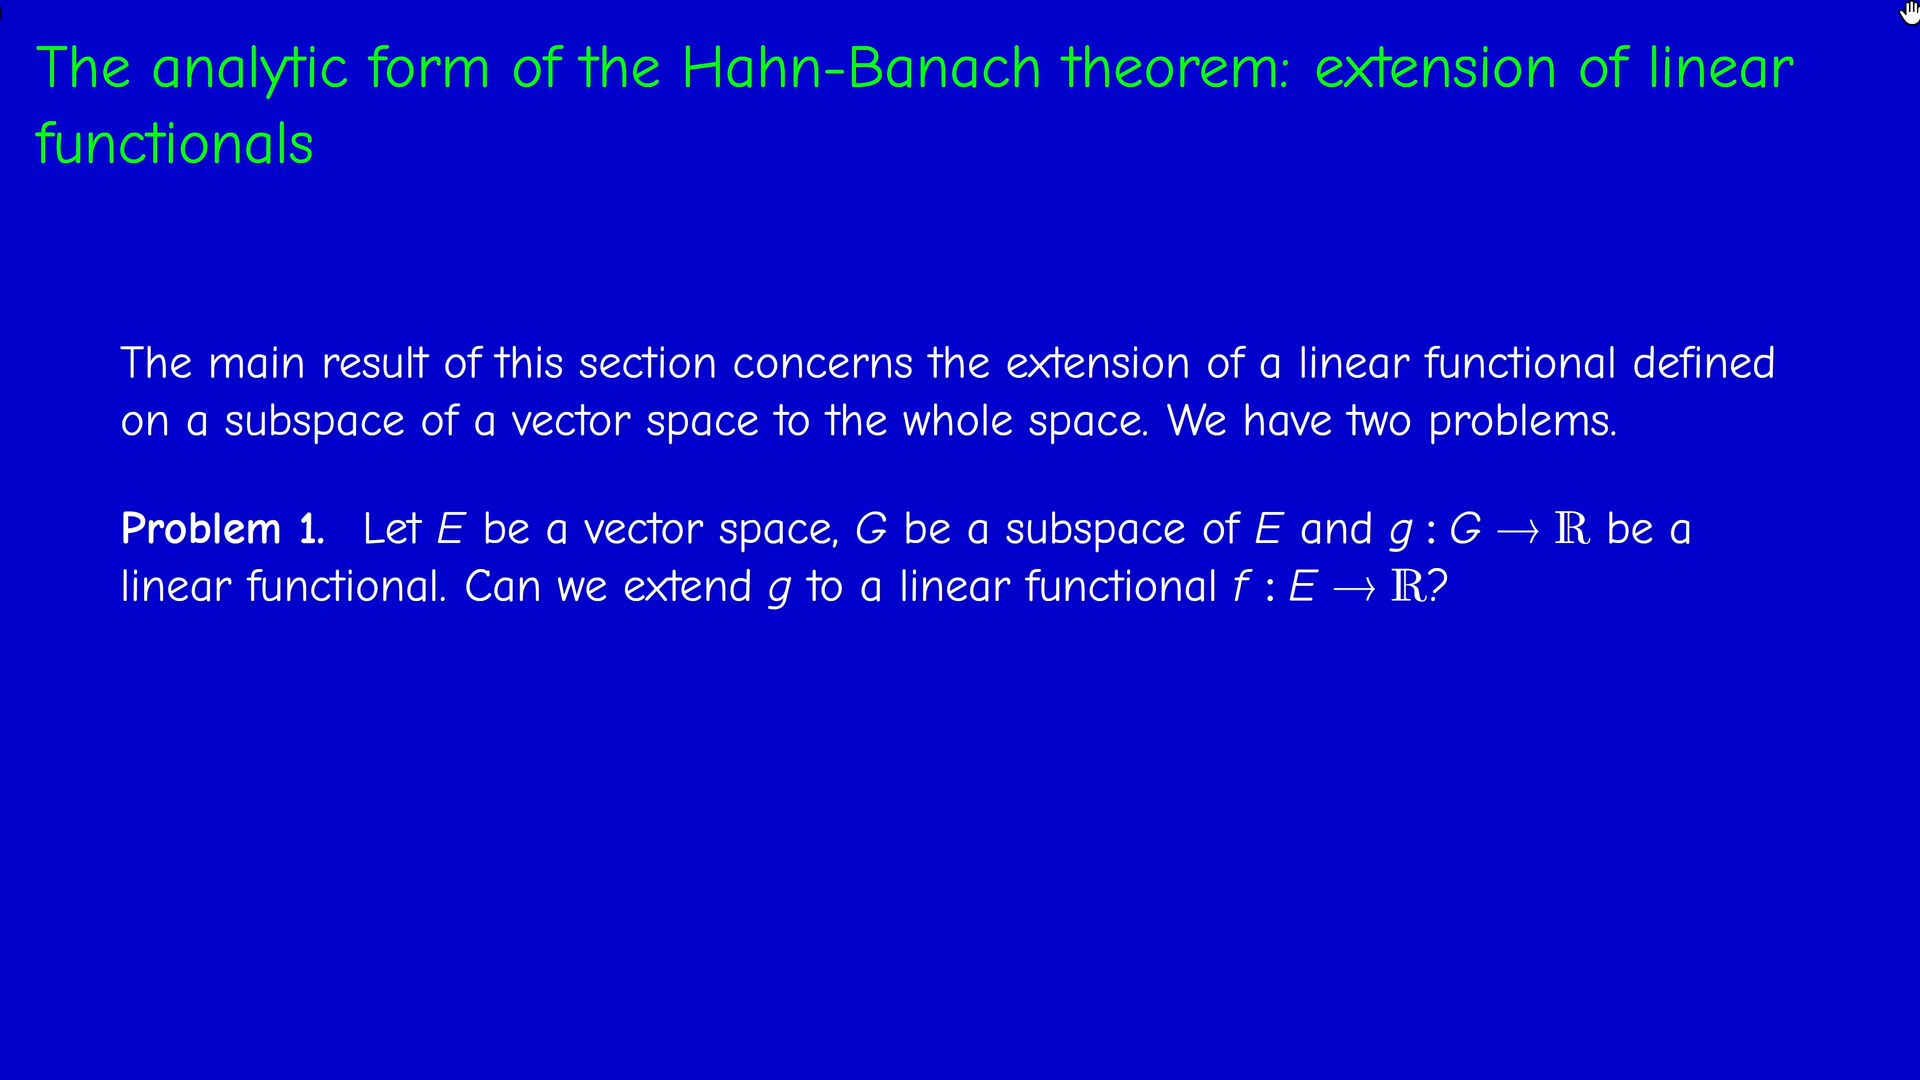 The analytic form of the Hahn-Banach theorem: extension of linear
functionals
The main result of this section concerns the extension of a linear functional defined
on a subspace of a vector space to the whole space. We have two problems.
Problem 1. Let E be a vector space, G be a subspace of E and g : G → ℝ be a
linear functional. Can we extend g to a linear functional f : E → ℝ?